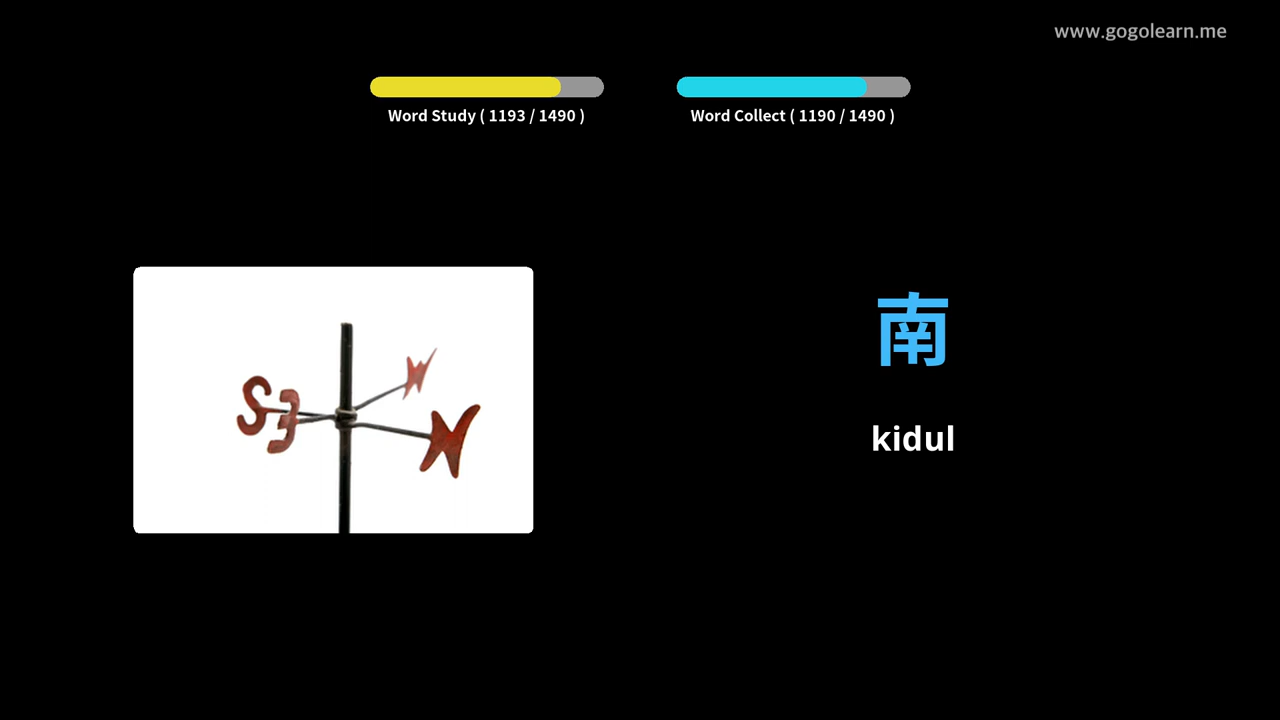 www.gogolearn.me
Word Study ( 1193 / 1490 )
Word Collect ( 1190 / 1490 )
S E W N
南
kidul